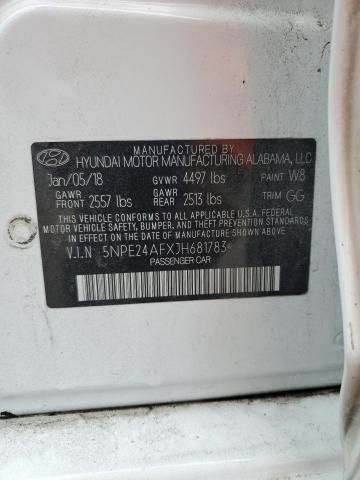 MANUFACTURED BY
HYUNDAI MOTOR MANUFACTURING ALABAMA, LLC
Jan/05/18 GVWR 4497 lbs PAINT W8
GAWR FRONT 2557 lbs GAWR REAR 2513 lbs TRIM GG
THIS VEHICLE CONFORMS TO ALL APPLICABLE U.S.A. FEDERAL
MOTOR VEHICLE SAFETY, BUMPER, AND THEFT PREVENTION STANDARDS
IN EFFECT ON THE DATE OF MANUFACTURE SHOWN ABOVE.
V.I.N 5NPE24AFXJH681783
PASSENGER CAR